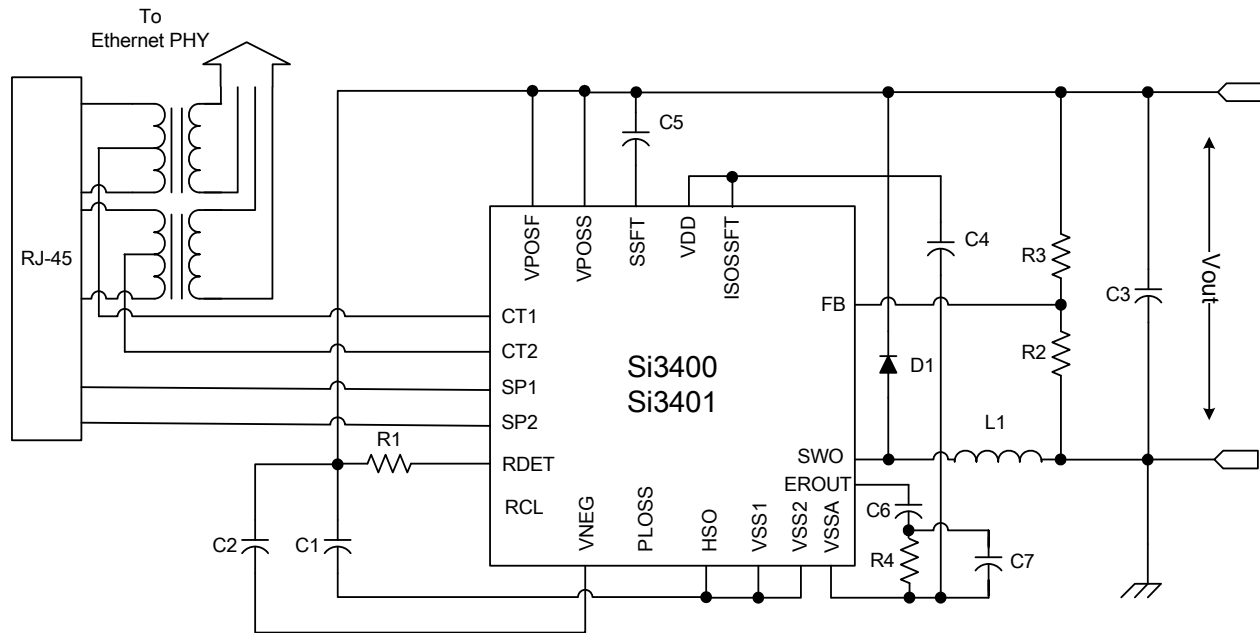 To
Ethernet PHY
RJ-45
C5
VPOSF
VPOSS
SSFT
VDD
ISOSSFT
C4
R3
C3
Vout
CT1
FB
CT2
R2
Si3400
Si3401
D1
SP1
SP2
L1
R1
RDET
SWO
EROUT
RCL
C6
VNEG
PLOSS
HSO
VSS1
VSS2
VSSA
C2
C1
R4
C7